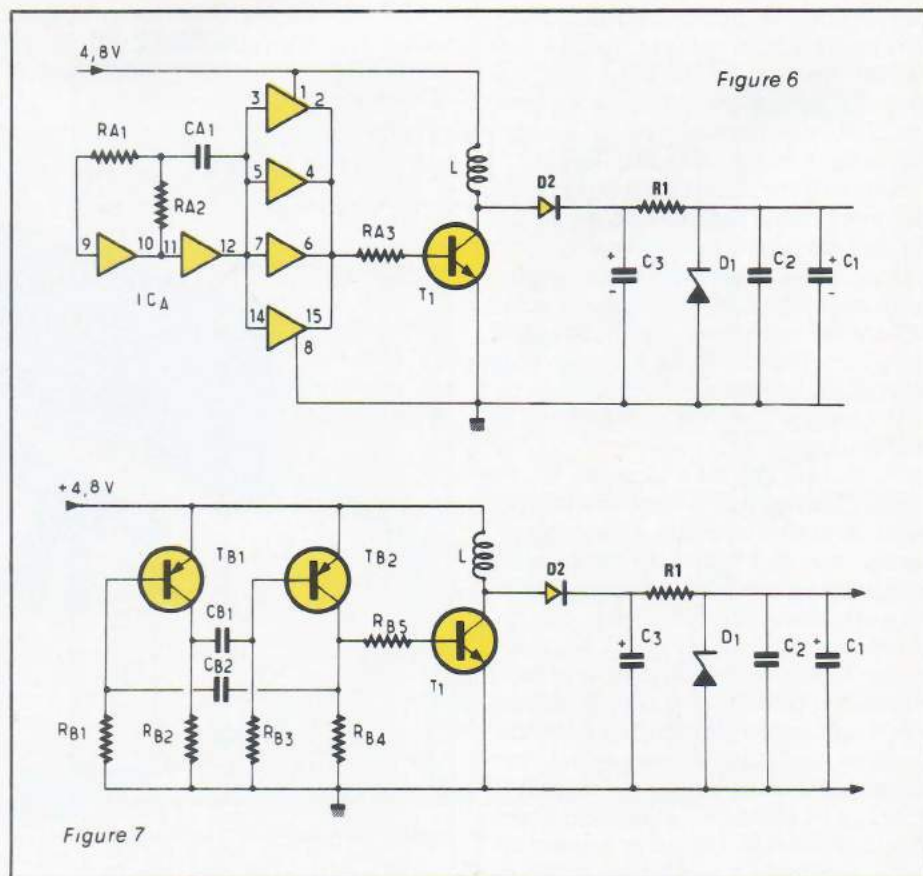 4,8V
Figure 6
3 1 2
RA1
CA1
5 4
L
D2
R1
RA2
9 10 11 12
7 6
RA3
+ C3 -
D1
C2
+ C1 -
ICA
T1
14 15
8
+4,8V
TB1
TB2
L
D2
R1
CB1
RB5
+ C3
D1
C2
+ C1
CB2
T1
RB1
RB2
RB3
RB4
Figure 7